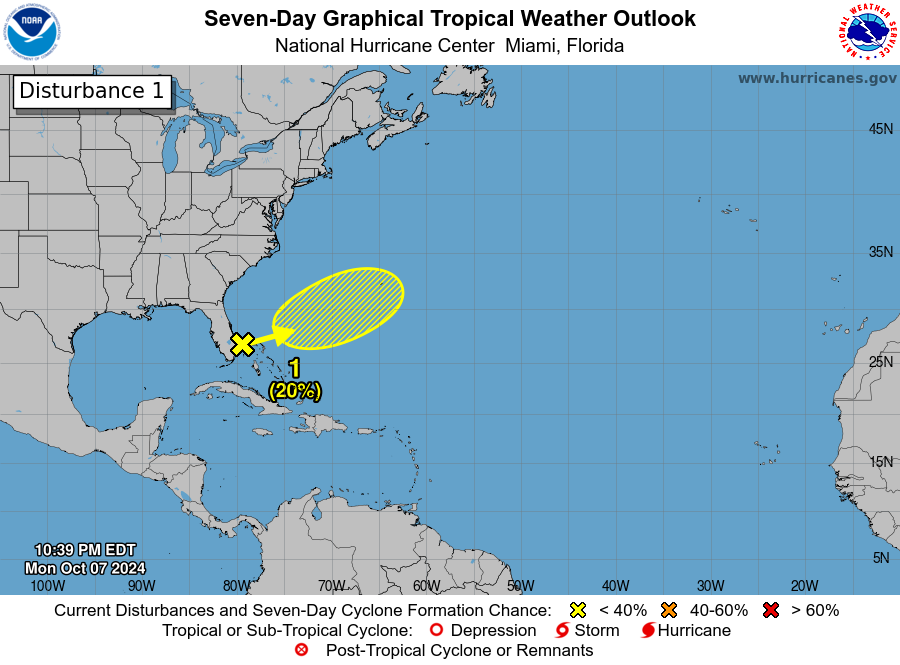 Seven-Day Graphical Tropical Weather Outlook
National Hurricane Center Miami, Florida
NOAA
NATIONAL WEATHER SERVICE
Disturbance 1
www.hurricanes.gov
45N
35N
25N
15N
5N
1
(20%)
10:39 PM EDT
Mon Oct 07 2024
100W 90W 80W 70W 60W 50W 40W 30W 20W
Current Disturbances and Seven-Day Cyclone Formation Chance: < 40% 40-60% > 60%
Tropical or Sub-Tropical Cyclone: Depression Storm Hurricane
Post-Tropical Cyclone or Remnants